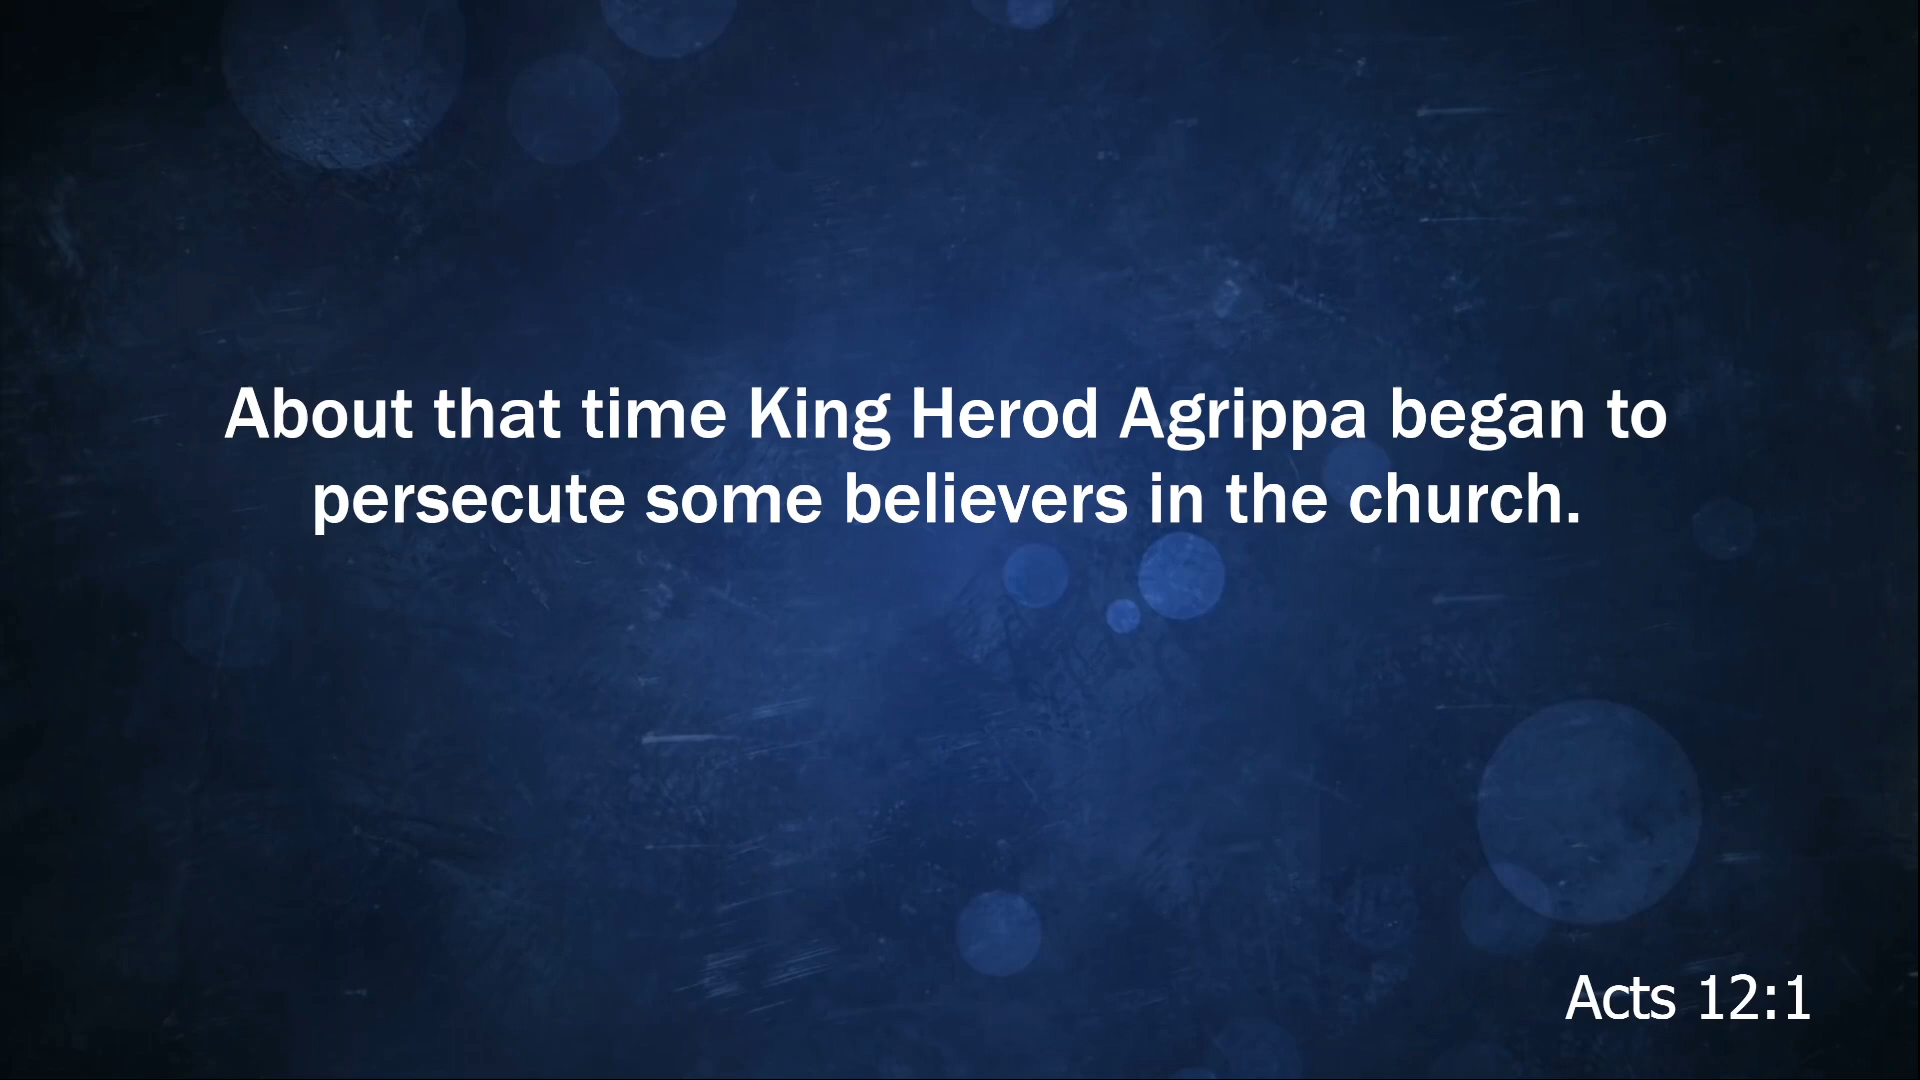 About that time King Herod Agrippa began to
persecute some believers in the church.
Acts 12:1